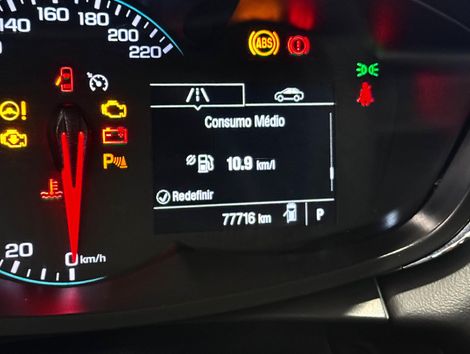 140 160 180
200
220
ABS
Consumo Médio
10.9 km/l
Redefinir
77716 km
P
P
20
0 km/h